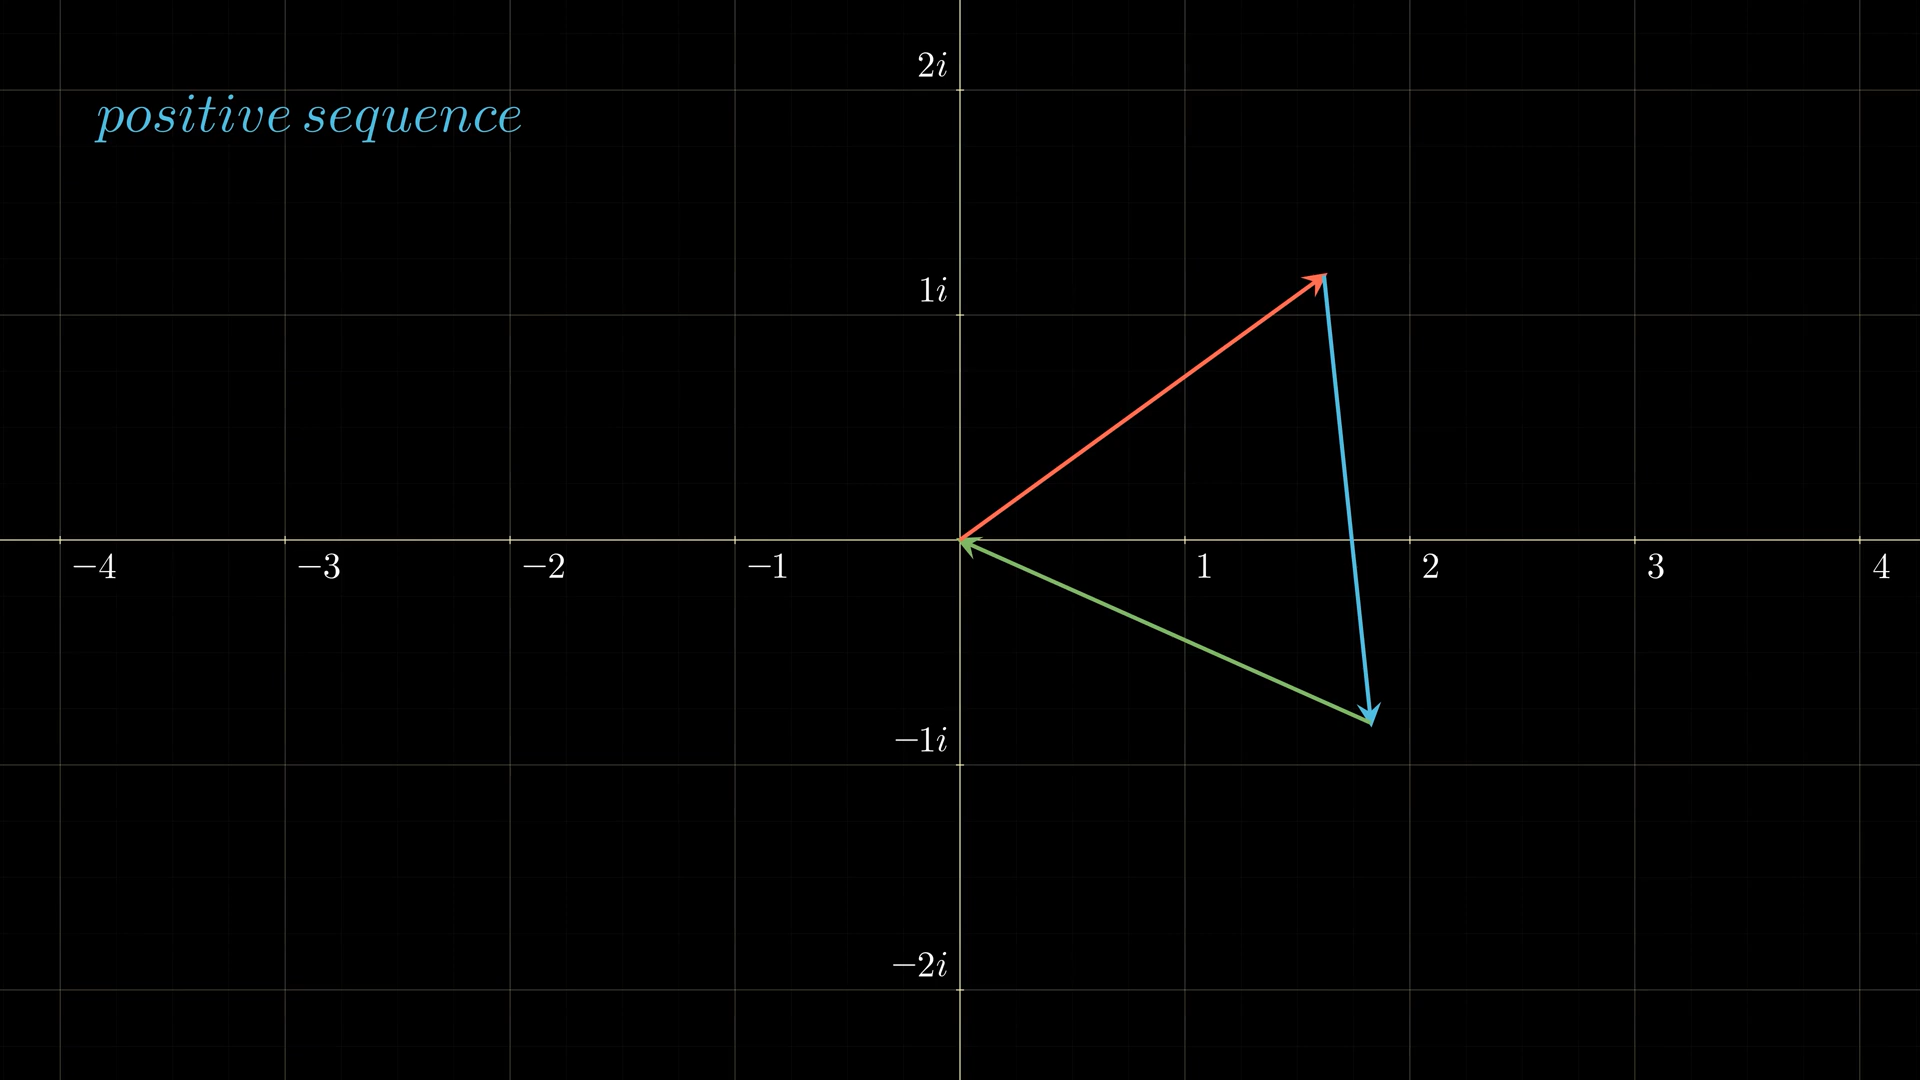 2i
positive sequence
1i
−4 −3 −2 −1 1 2 3 4
−1i
−2i